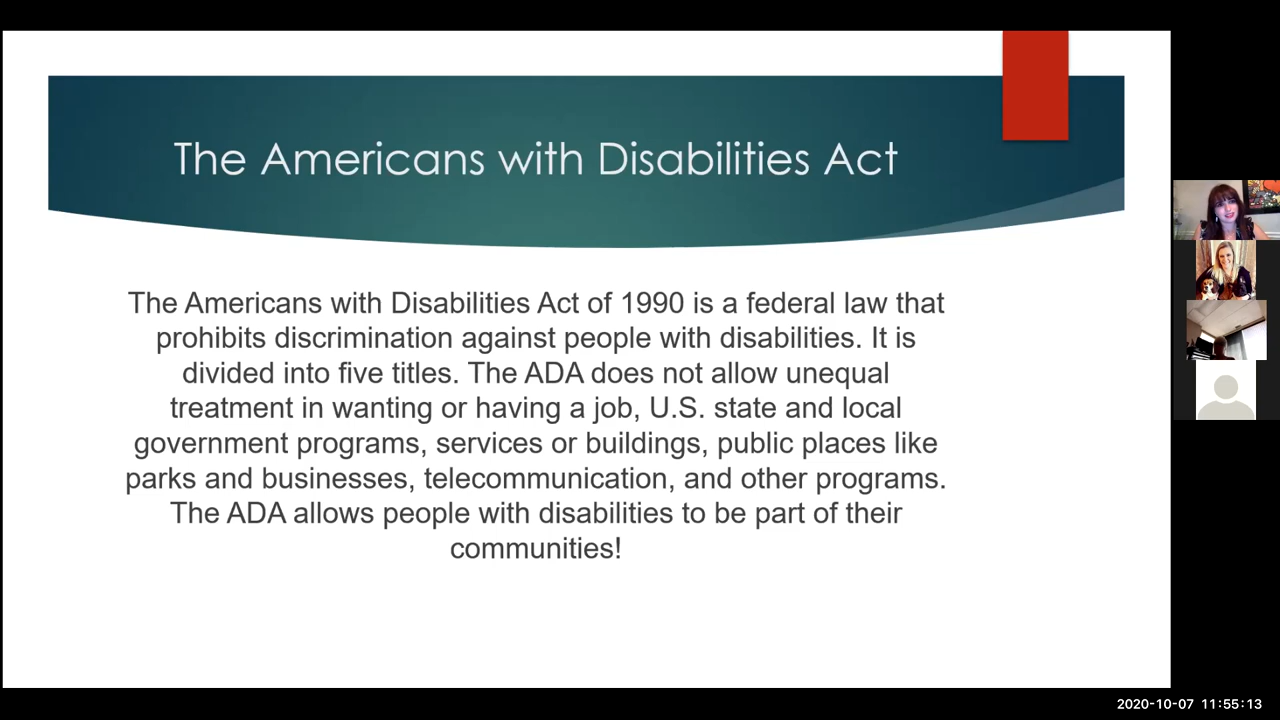 The Americans with Disabilities Act
The Americans with Disabilities Act of 1990 is a federal law that
prohibits discrimination against people with disabilities. It is
divided into five titles. The ADA does not allow unequal
treatment in wanting or having a job, U.S. state and local
government programs, services or buildings, public places like
parks and businesses, telecommunication, and other programs.
The ADA allows people with disabilities to be part of their
communities!
2020-10-07 11:55:13